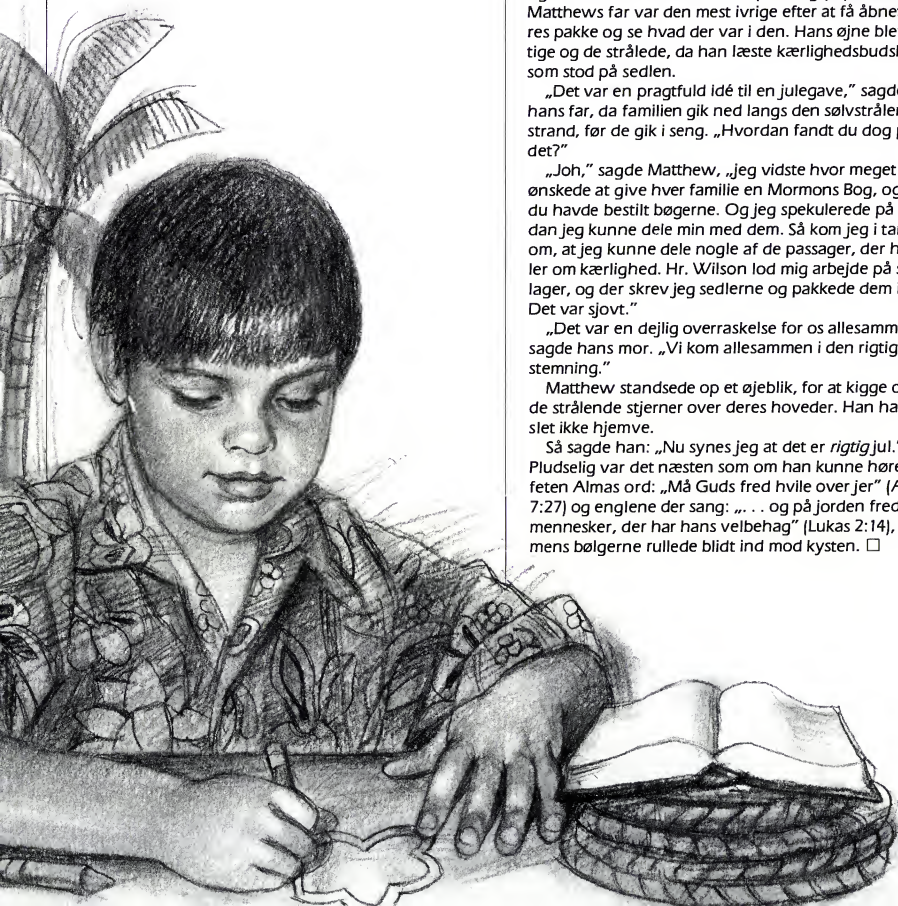 Matthews far var den mest ivrige efter at få åbnet
res pakke og se hvad der var i den. Hans øjne ble
tige og de strålede, da han læste kærlighedsbudsk
som stod på sedlen.
„Det var en pragtfuld idé til en julegave,” sagde
hans far, da familien gik ned langs den sølvstrålen
strand, før de gik i seng. „Hvordan fandt du dog p
det?”
„Joh,” sagde Matthew, „jeg vidste hvor meget
ønskede at give hver familie en Mormons Bog, og
du havde bestilt bøgerne. Og jeg spekulerede på
dan jeg kunne dele min med dem. Så kom jeg i tan
om, at jeg kunne dele nogle af de passager, der h
ler om kærlighed. Hr. Wilson lod mig arbejde på s
lager, og der skrev jeg sedlerne og pakkede dem i
Det var sjovt.”
„Det var en dejlig overraskelse for os allesamm
sagde hans mor. „Vi kom allesammen i den rigtig
stemning.”
Matthew standsede op et øjeblik, for at kigge o
de strålende stjerner over deres hoveder. Han ha
slet ikke hjemve.
Så sagde han: „Nu synes jeg at det er rigtig jul.”
Pludselig var det næsten som om han kunne høre
feten Almas ord: „Må Guds fred hvile over jer” (A
7:27) og englene der sang: „. . . og på jorden fred
mennesker, der har hans velbehag” (Lukas 2:14),
mens bølgerne rullede blidt ind mod kysten. □